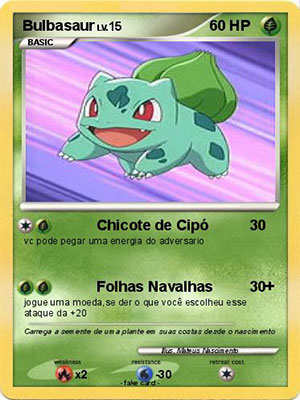 Bulbasaur LV.15 60 HP
BASIC
Chicote de Cipó 30
vc pode pegar uma energia do adversario
Folhas Navalhas 30+
jogue uma moeda,se der o que você escolheu esse
ataque da +20
Carrega a semente de uma plante em suas costas desde o nascimento
Ilus. Mateus Nascimento
weakness resistance retreat cost
x2 -30
- fake card -